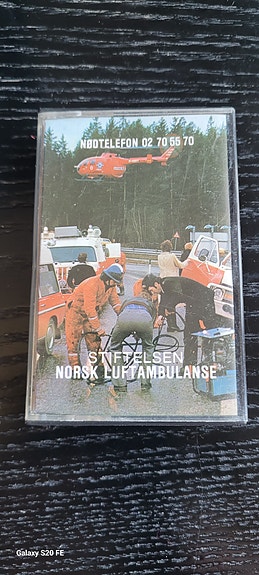 NØDTELEFON 02 70 55 70
STIFTELSEN
NORSK LUFTAMBULANSE
Galaxy S20 FE